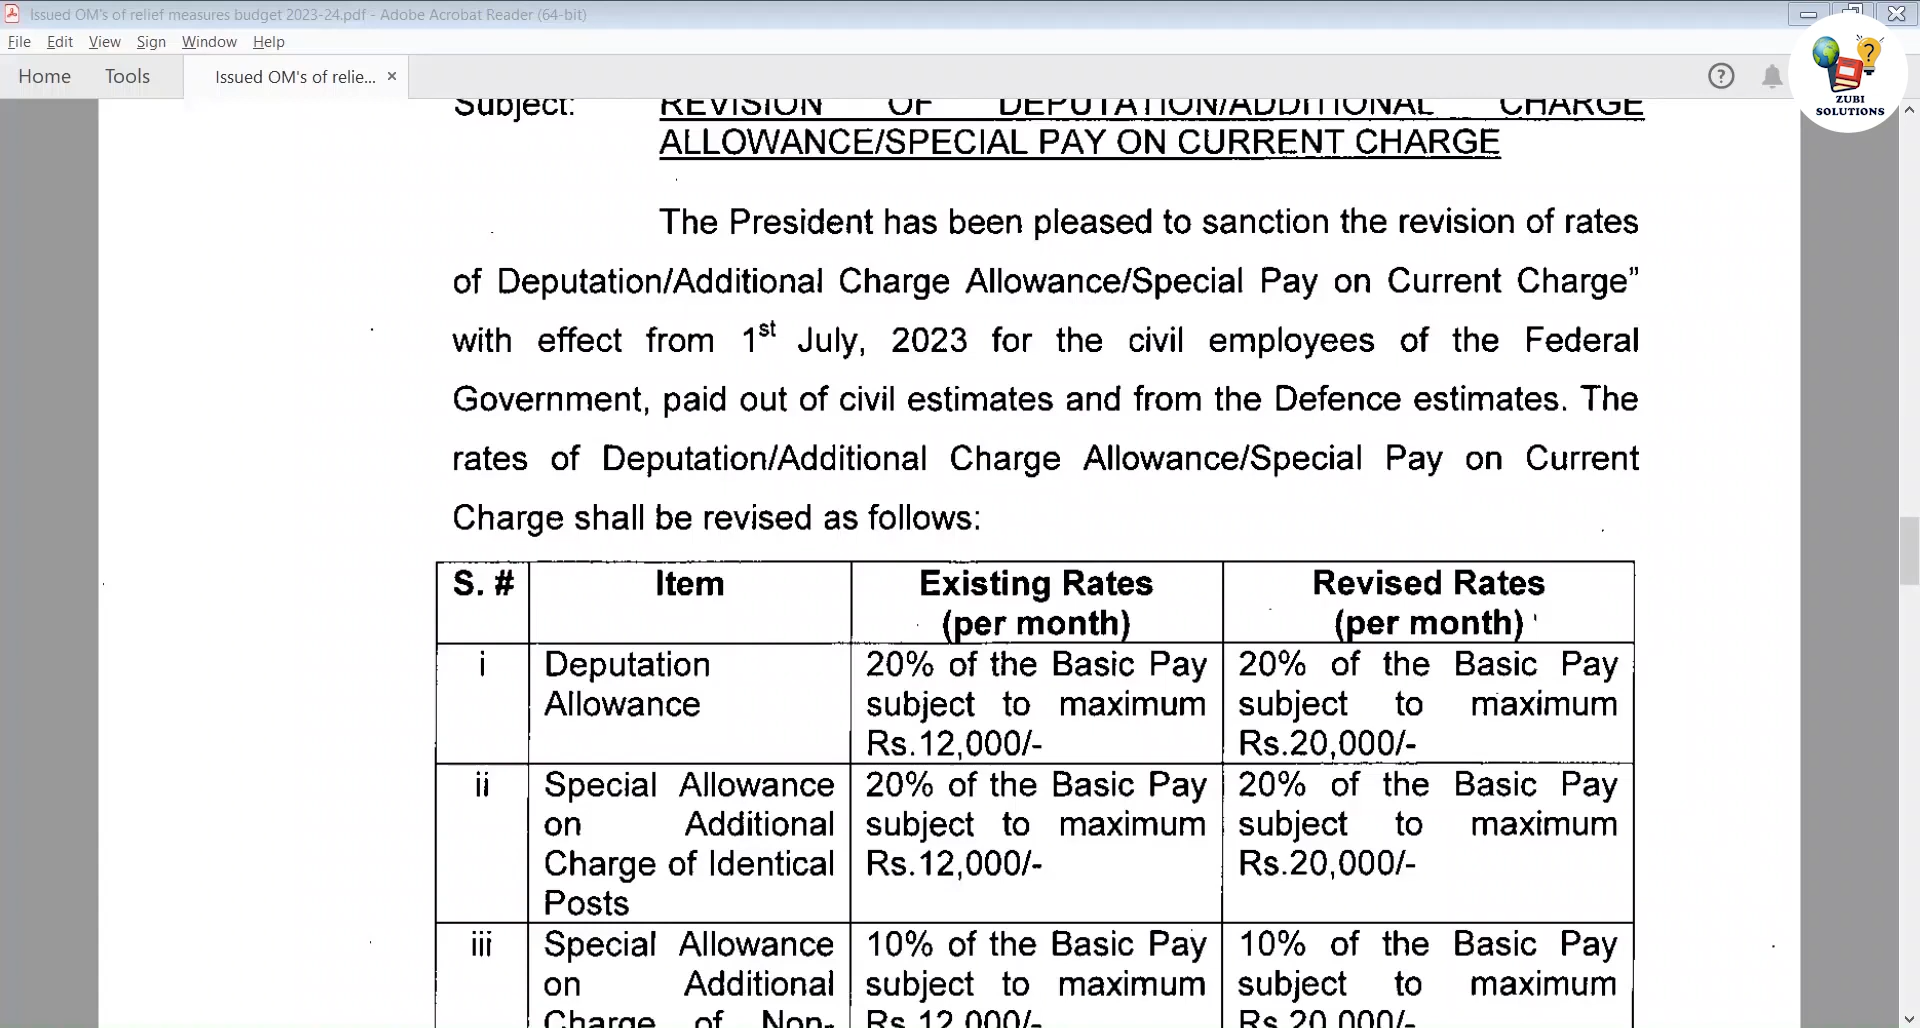 Issued OM's of relief measures budget 2023-24.pdf - Adobe Acrobat Reader (64-bit)
File Edit View Sign Window Help
Home Tools Issued OM's of relie... ×
?
ZUBI
SOLUTIONS
Subject: REVISION OF DEPUTATION/ADDITIONAL CHARGE
ALLOWANCE/SPECIAL PAY ON CURRENT CHARGE
The President has been pleased to sanction the revision of rates
of Deputation/Additional Charge Allowance/Special Pay on Current Charge”
with effect from 1st July, 2023 for the civil employees of the Federal
Government, paid out of civil estimates and from the Defence estimates. The
rates of Deputation/Additional Charge Allowance/Special Pay on Current
Charge shall be revised as follows:
S. # Item Existing Rates Revised Rates
(per month) (per month)
i Deputation 20% of the Basic Pay 20% of the Basic Pay
Allowance subject to maximum subject to maximum
Rs.12,000/- Rs.20,000/-
ii Special Allowance 20% of the Basic Pay 20% of the Basic Pay
on Additional subject to maximum subject to maximum
Charge of Identical Rs.12,000/- Rs.20,000/-
Posts
iii Special Allowance 10% of the Basic Pay 10% of the Basic Pay
on Additional subject to maximum subject to maximum
Charge of Non- Rs.12,000/- Rs.20,000/-